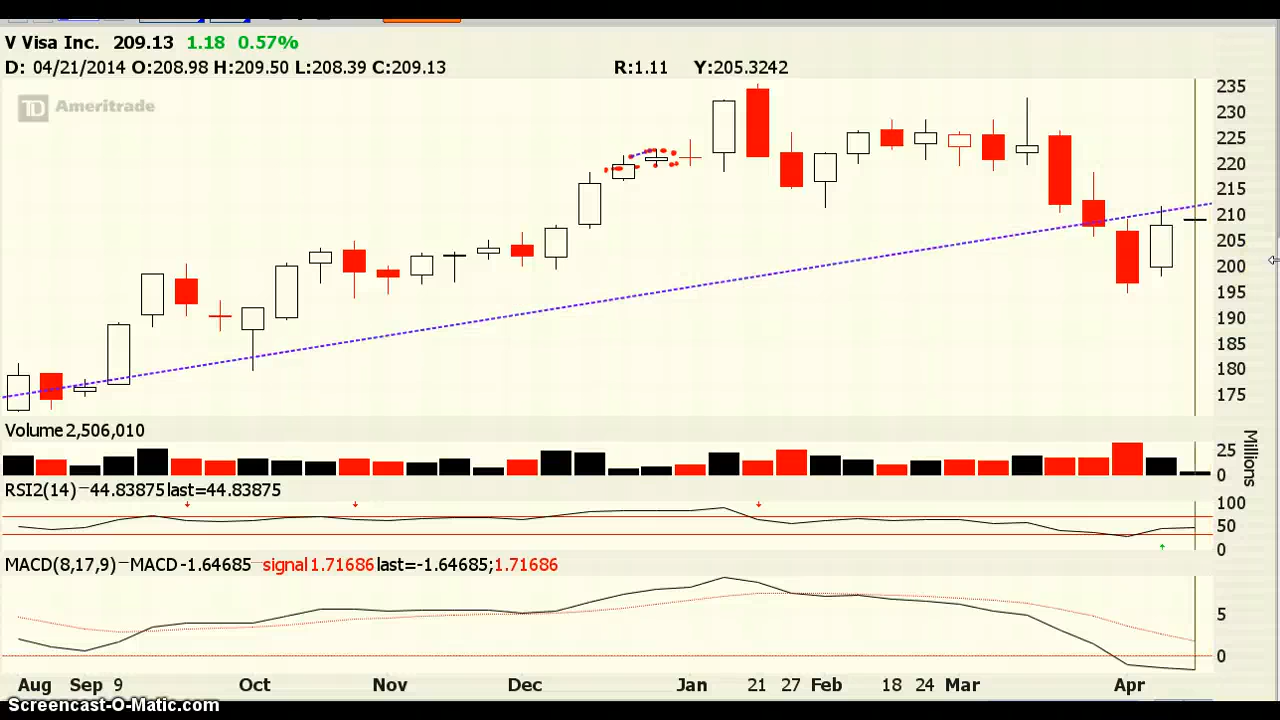 V Visa Inc. 209.13 1.18 0.57%
D: 04/21/2014 O:208.98 H:209.50 L:208.39 C:209.13 R:1.11 Y:205.3242
TD Ameritrade
235
230
225
220
215
210
205
200
195
190
185
180
175
Volume 2,506,010
25
0
Millions
RSI2(14) —44.83875 last=44.83875
100
50
0
MACD(8,17,9) —MACD -1.64685 signal 1.71686 last=-1.64685;1.71686
5
0
Aug Sep 9 Oct Nov Dec Jan 21 27 Feb 18 24 Mar Apr
Screencast-O-Matic.com